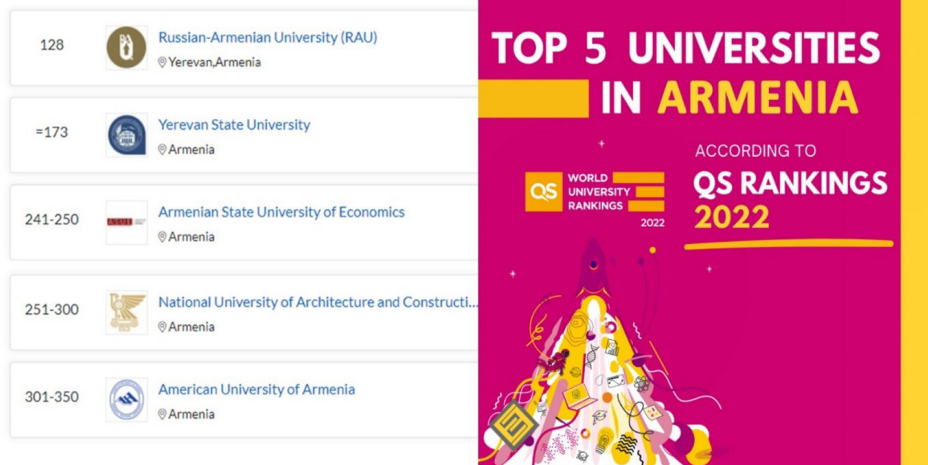 128
Russian-Armenian University (RAU)
Yerevan,Armenia
=173
Yerevan State University
Armenia
241-250
Armenian State University of Economics
Armenia
251-300
National University of Architecture and Constructi...
Armenia
301-350
American University of Armenia
Armenia
TOP 5 UNIVERSITIES
IN ARMENIA
ACCORDING TO
QS RANKINGS
2022
QS
WORLD
UNIVERSITY
RANKINGS
2022